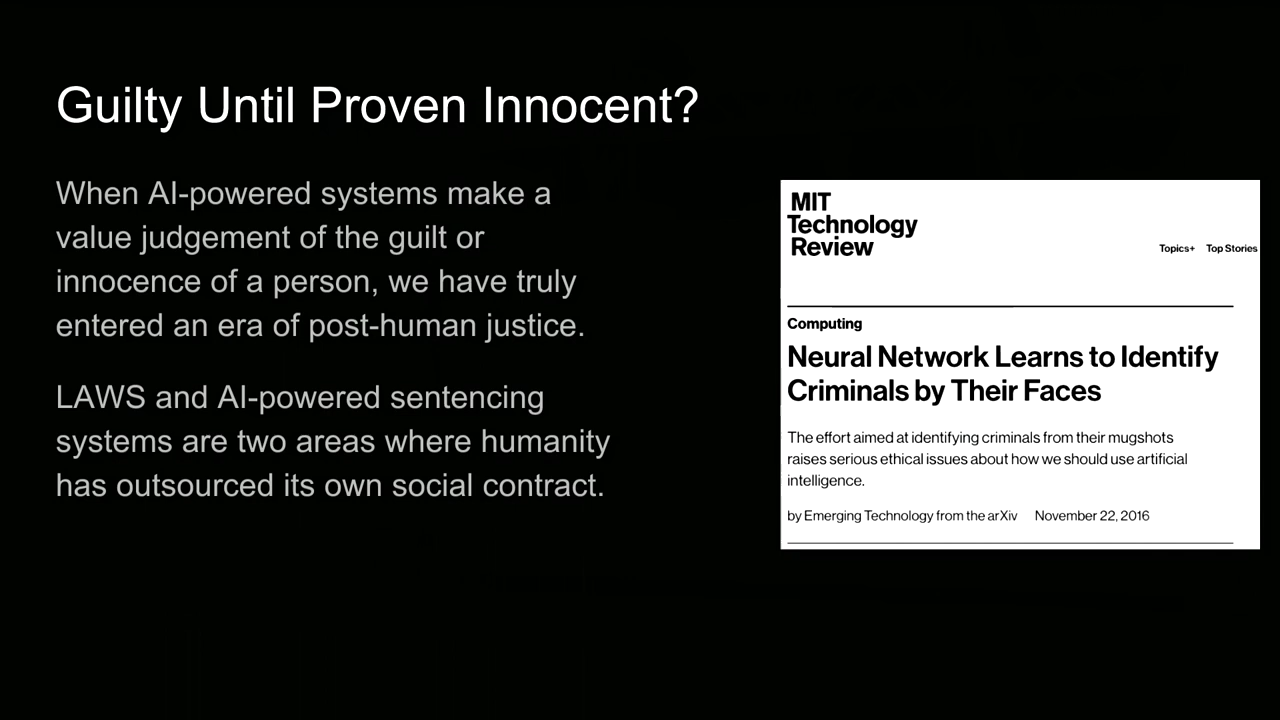 Guilty Until Proven Innocent?
When AI-powered systems make a
value judgement of the guilt or
innocence of a person, we have truly
entered an era of post-human justice.
LAWS and AI-powered sentencing
systems are two areas where humanity
has outsourced its own social contract.
MIT
Technology
Review
Topics+ Top Stories
Computing
Neural Network Learns to Identify
Criminals by Their Faces
The effort aimed at identifying criminals from their mugshots
raises serious ethical issues about how we should use artificial
intelligence.
by Emerging Technology from the arXiv November 22, 2016